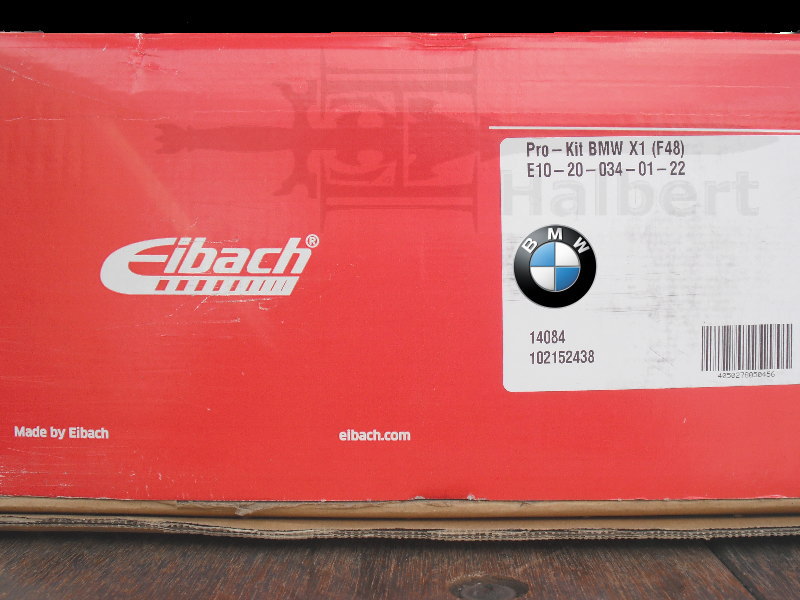 Pro-Kit BMW X1 (F48)
E10-20-034-01-22
Halbert
Eibach®
BMW
14084
102152438
4050278050456
Made by Eibach
eibach.com